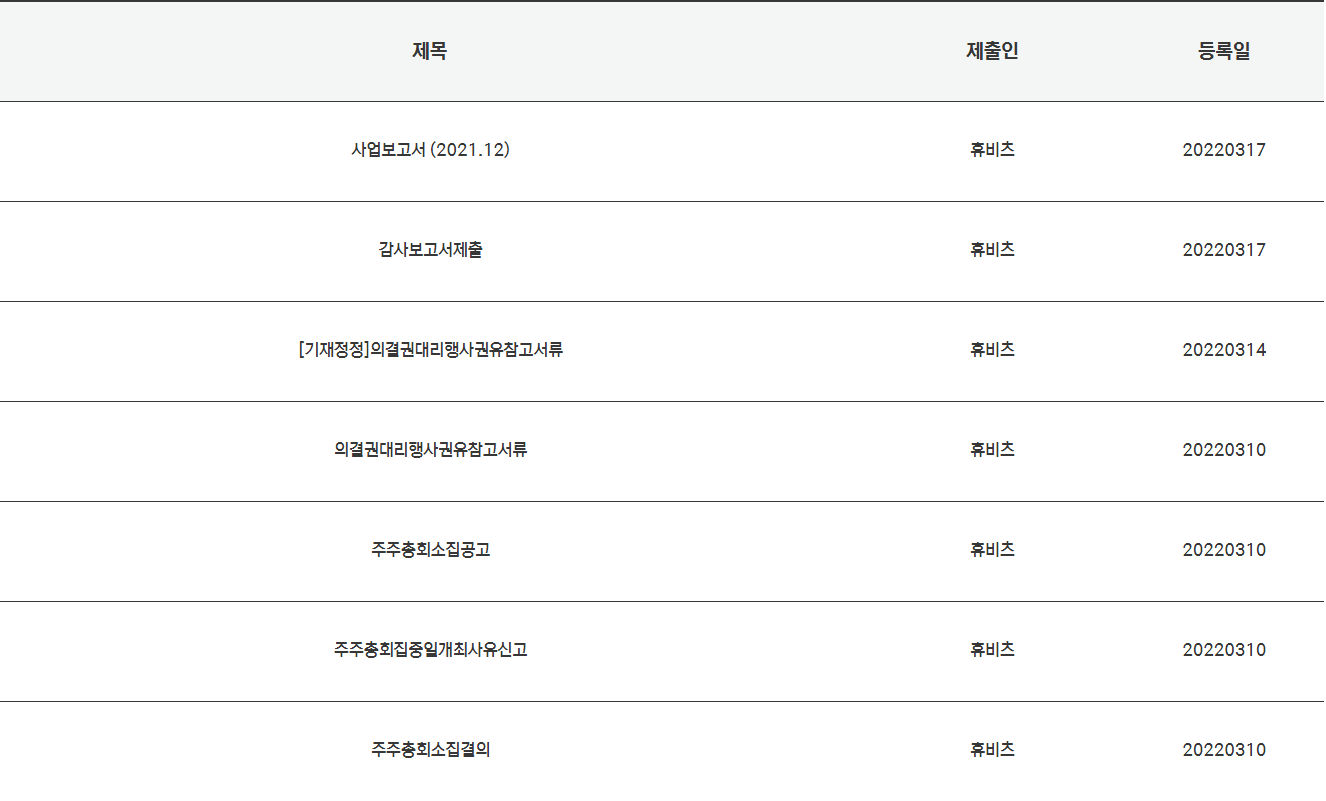 제목 제출인 등록일
사업보고서 (2021.12) 휴비츠 20220317
감사보고서제출 휴비츠 20220317
[기재정정]의결권대리행사권유참고서류 휴비츠 20220314
의결권대리행사권유참고서류 휴비츠 20220310
주주총회소집공고 휴비츠 20220310
주주총회집중일개최사유신고 휴비츠 20220310
주주총회소집결의 휴비츠 20220310